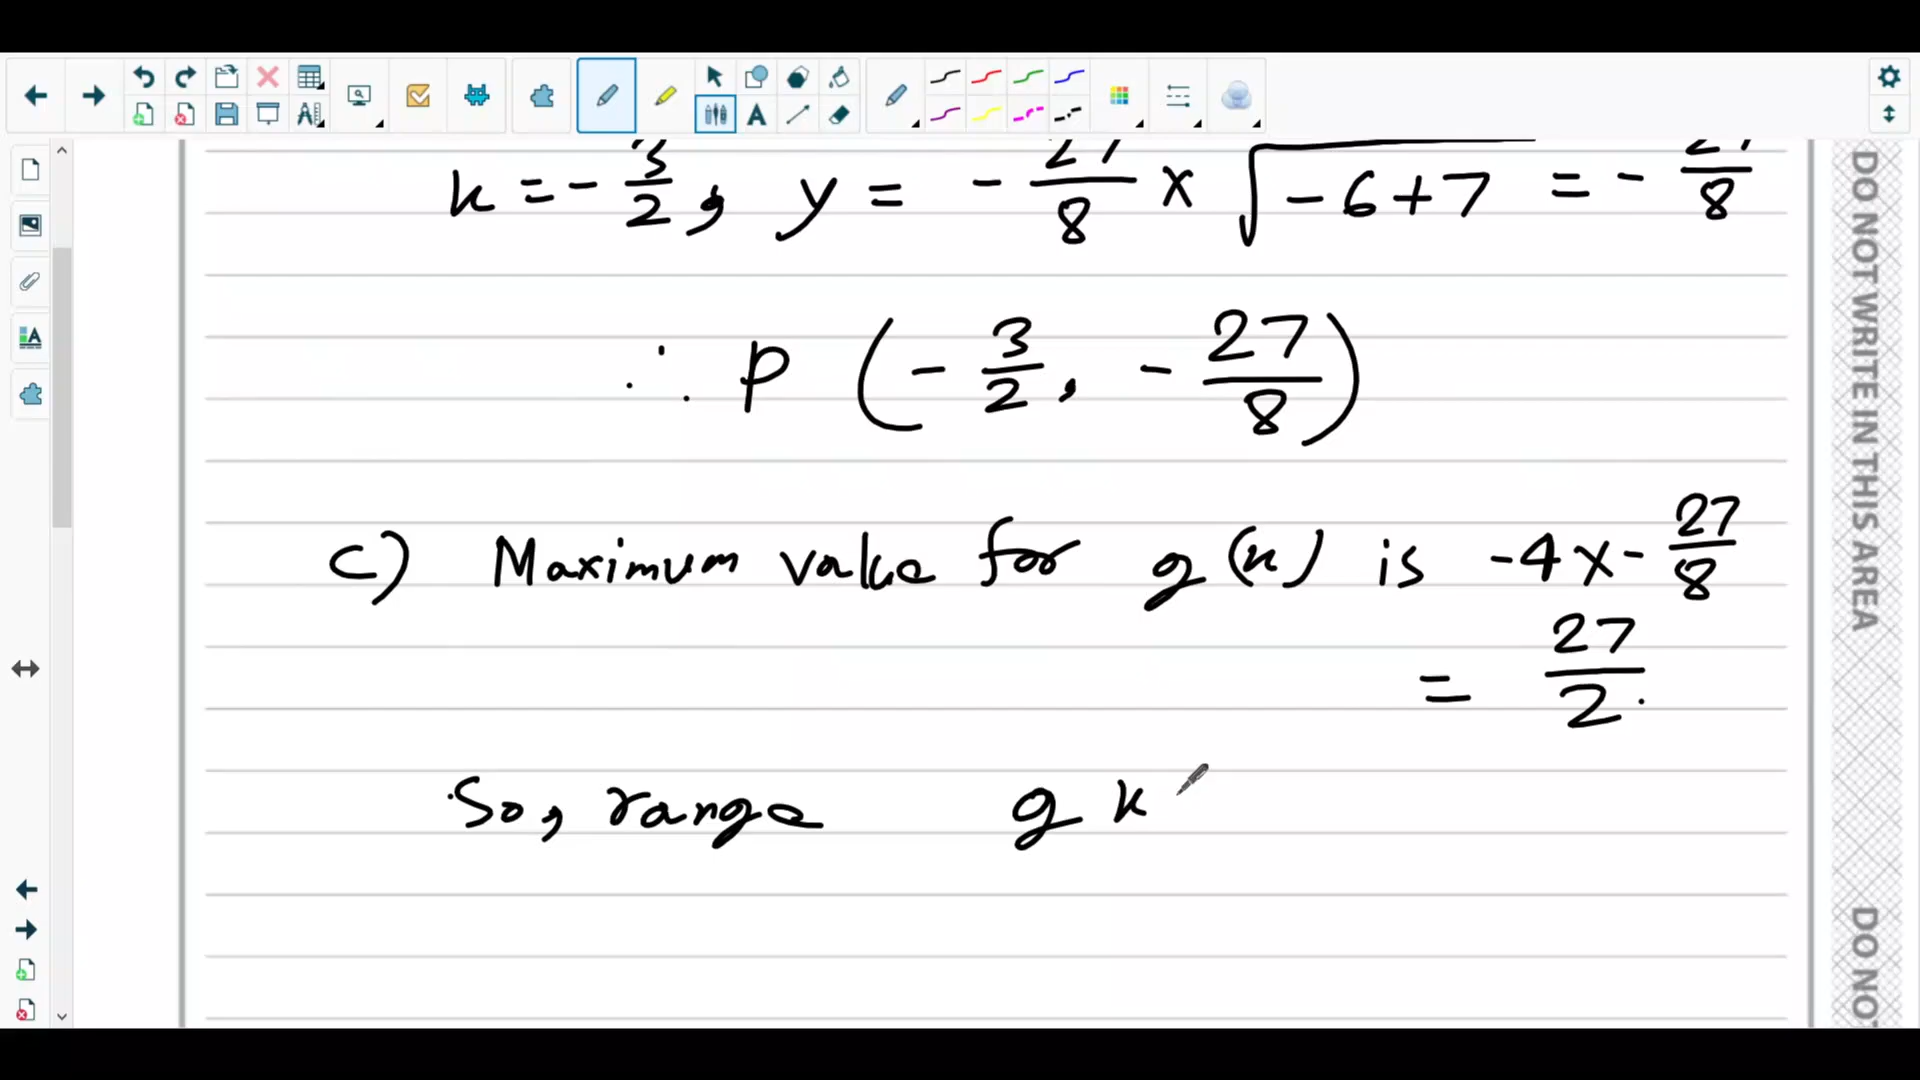 x = - 3/2 , y = - 27/8 × √(-6+7) = - 27/8
∴ P ( - 3/2 , - 27/8 )
c) Maximum value for g(x) is -4 × - 27/8
= 27/2 .
So, range g x
DO NOT WRITE IN THIS AREA
DO NO